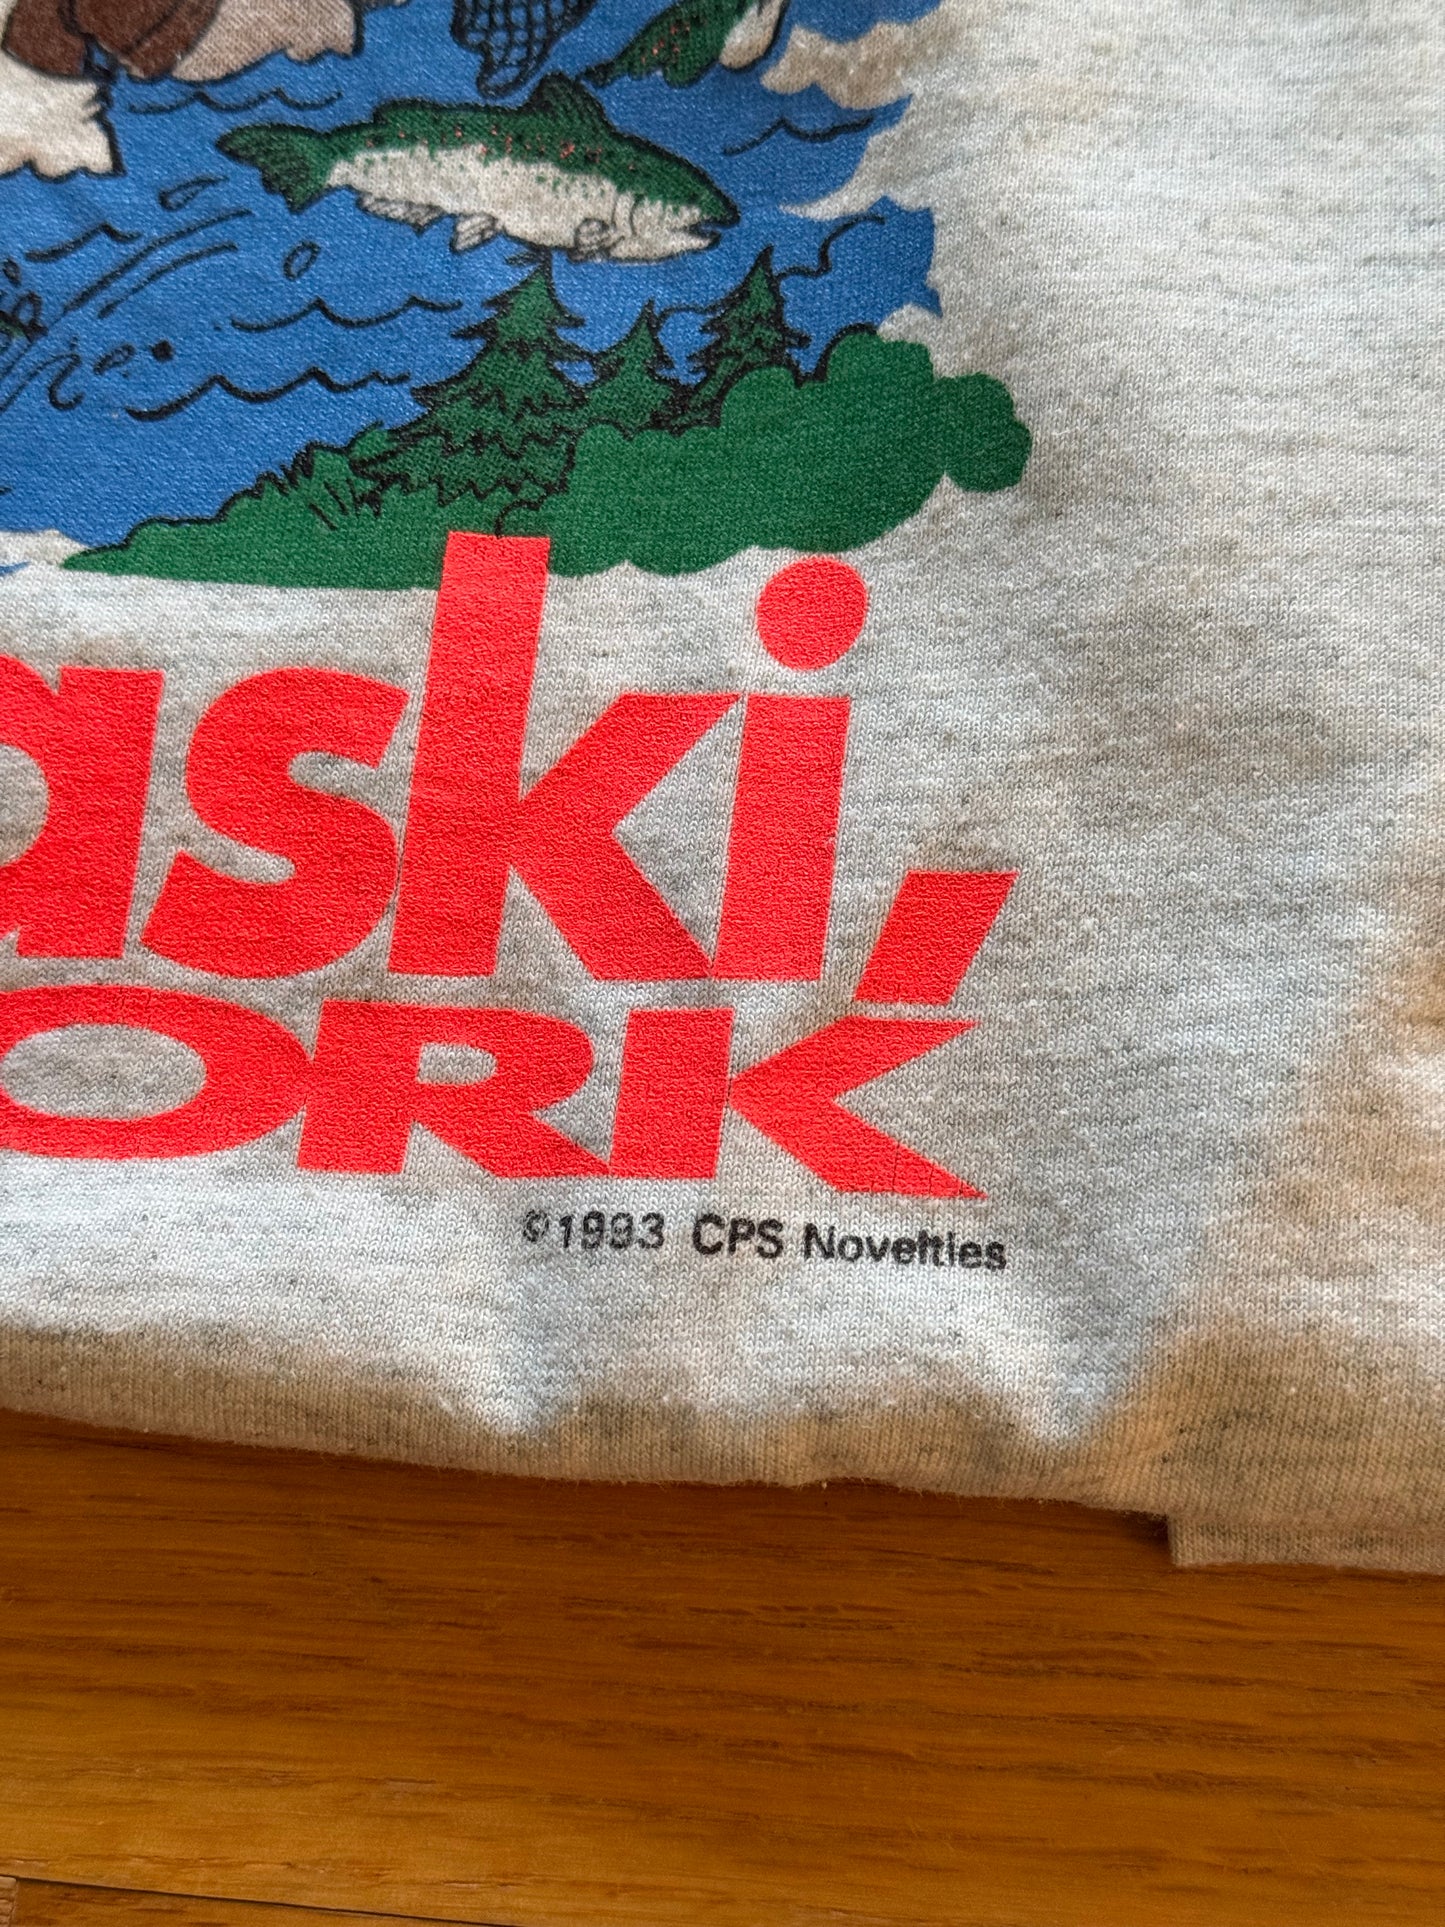 aski,
ORK
©1993 CPS Novelties